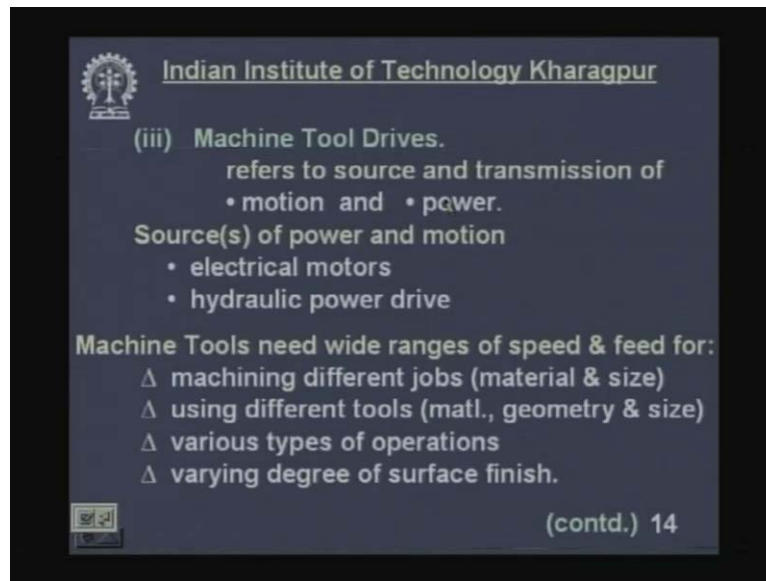 Indian Institute of Technology Kharagpur
(iii) Machine Tool Drives.
refers to source and transmission of
• motion and • power.
Source(s) of power and motion
• electrical motors
• hydraulic power drive
Machine Tools need wide ranges of speed & feed for:
Δ machining different jobs (material & size)
Δ using different tools (matl., geometry & size)
Δ various types of operations
Δ varying degree of surface finish.
(contd.) 14